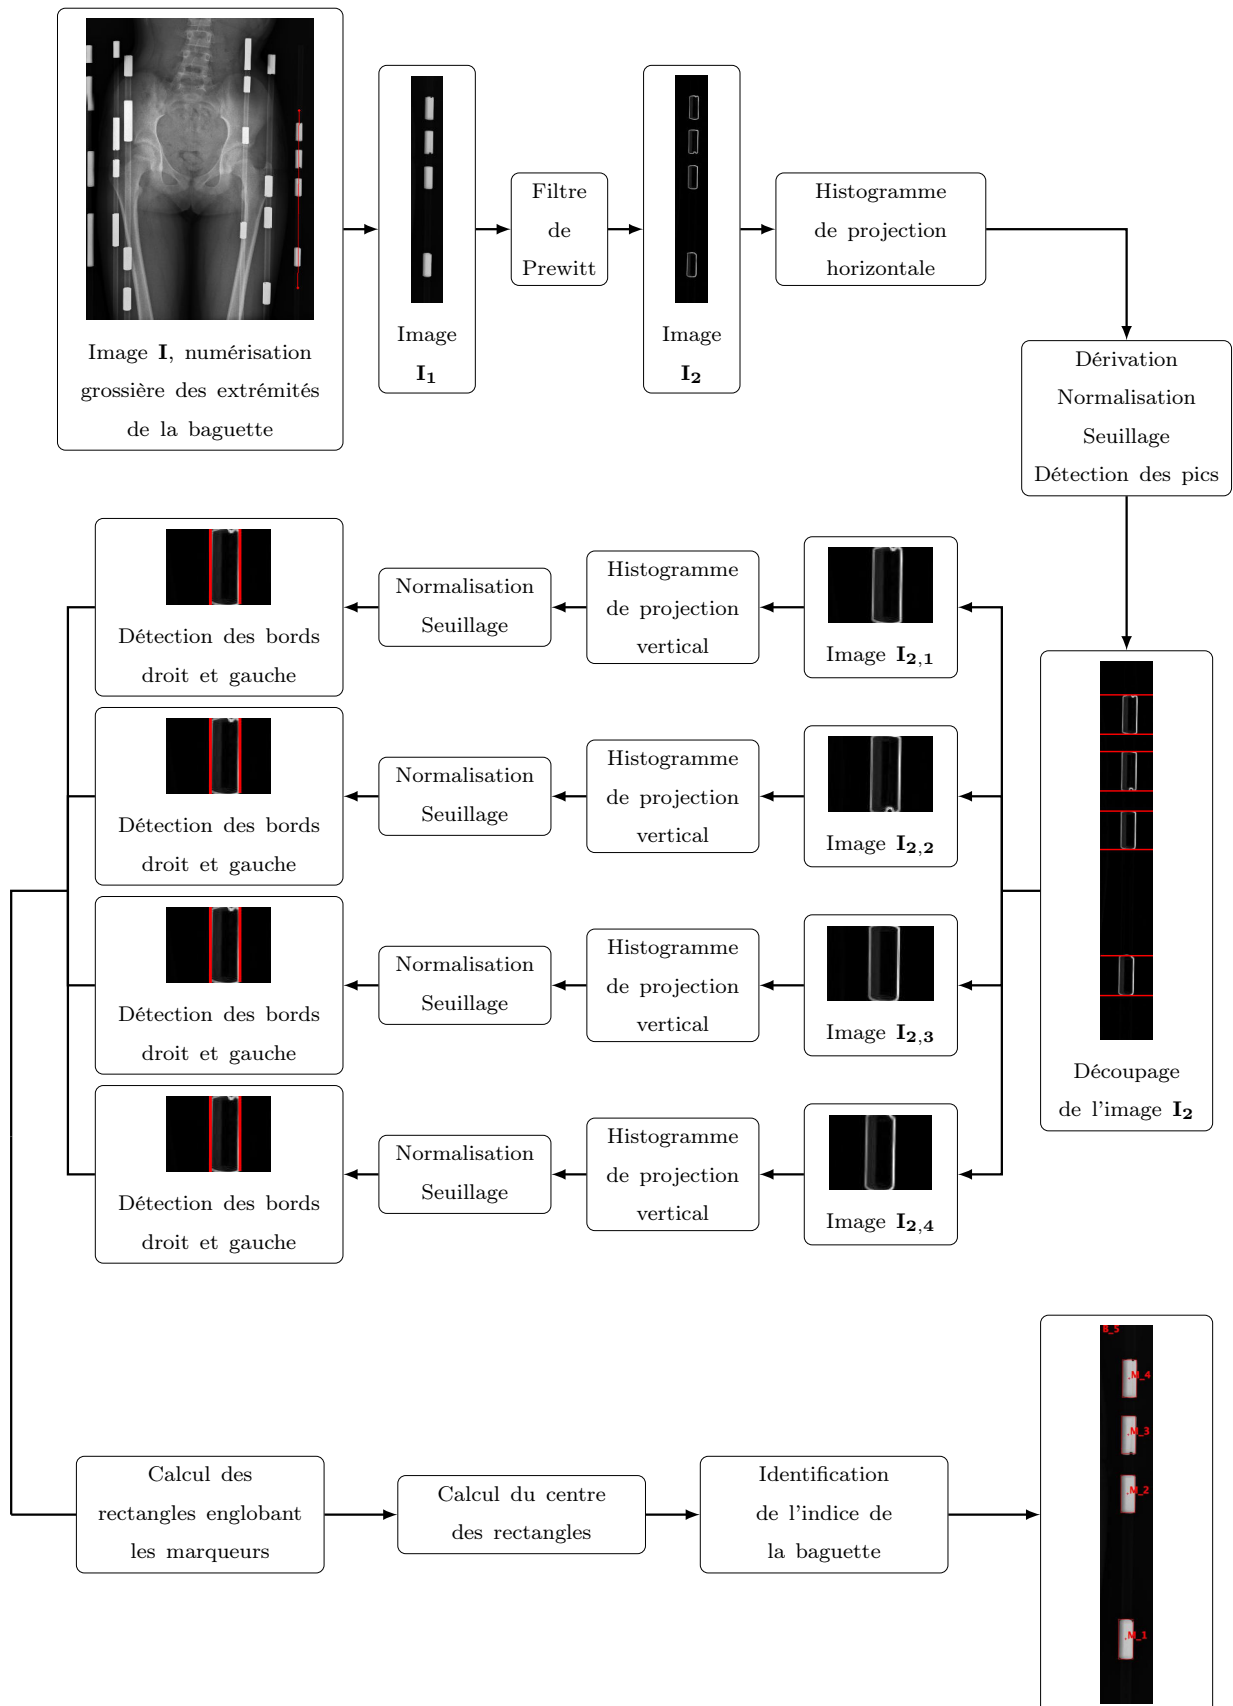 Image I, numérisation
grossière des extrémités
de la baguette
Image
I₁
Filtre
de
Prewitt
Image
I₂
Histogramme
de projection
horizontale
Dérivation
Normalisation
Seuillage
Détection des pics
Détection des bords
droit et gauche
Normalisation
Seuillage
Histogramme
de projection
vertical
Image I₂,₁
Détection des bords
droit et gauche
Normalisation
Seuillage
Histogramme
de projection
vertical
Image I₂,₂
Détection des bords
droit et gauche
Normalisation
Seuillage
Histogramme
de projection
vertical
Image I₂,₃
Détection des bords
droit et gauche
Normalisation
Seuillage
Histogramme
de projection
vertical
Image I₂,₄
Découpage
de l'image I₂
Calcul des
rectangles englobant
les marqueurs
Calcul du centre
des rectangles
Identification
de l'indice de
la baguette
B_5
.M_4
.M_3
.M_2
.M_1